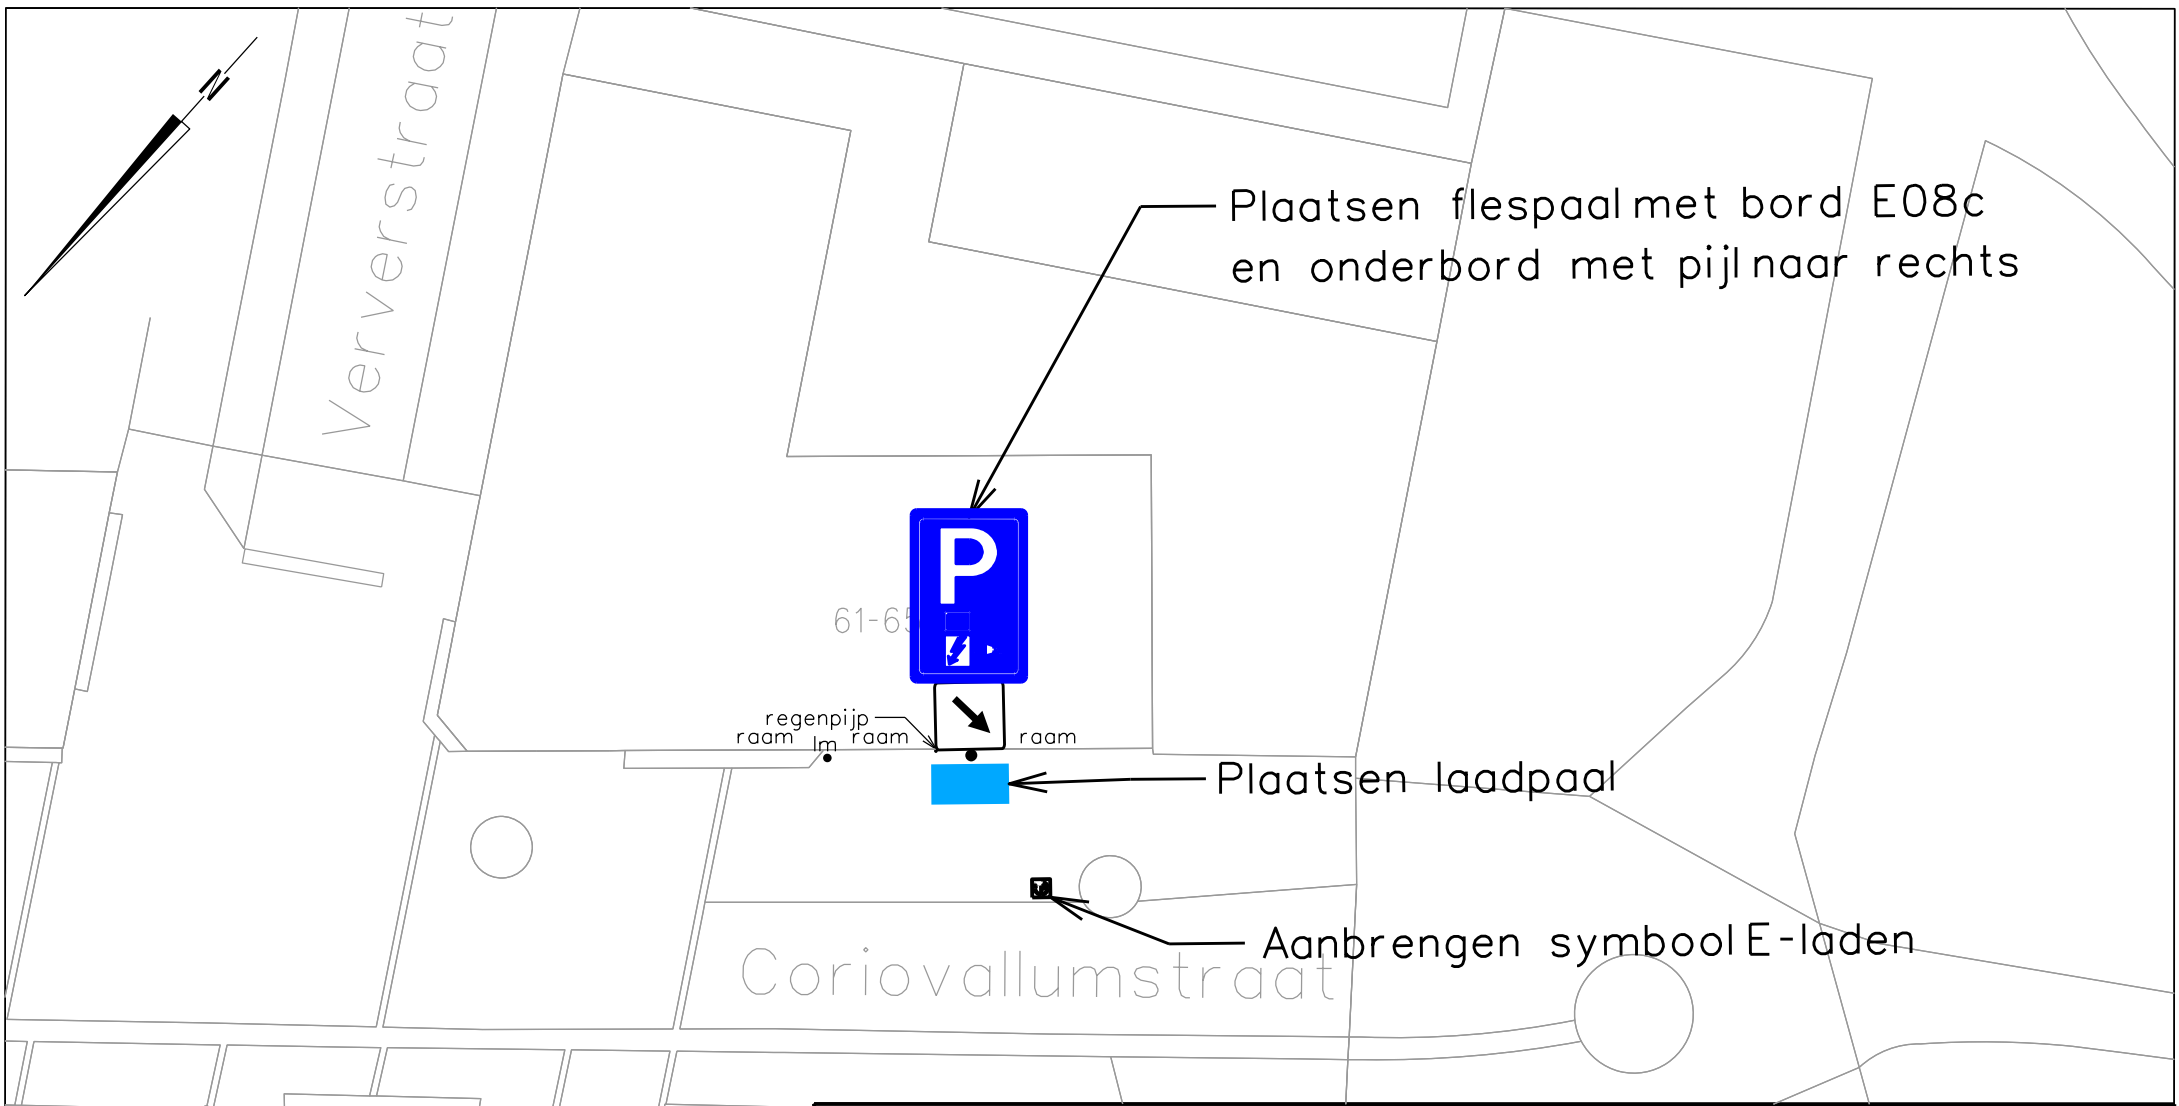 N
Ververstraat
Plaatsen flespaal met bord E08c
en onderbord met pijl naar rechts
P
61-65
regenpijp
raam lm raam raam
Plaatsen laadpaal
Aanbrengen symbool E-laden
Coriovallumstraat